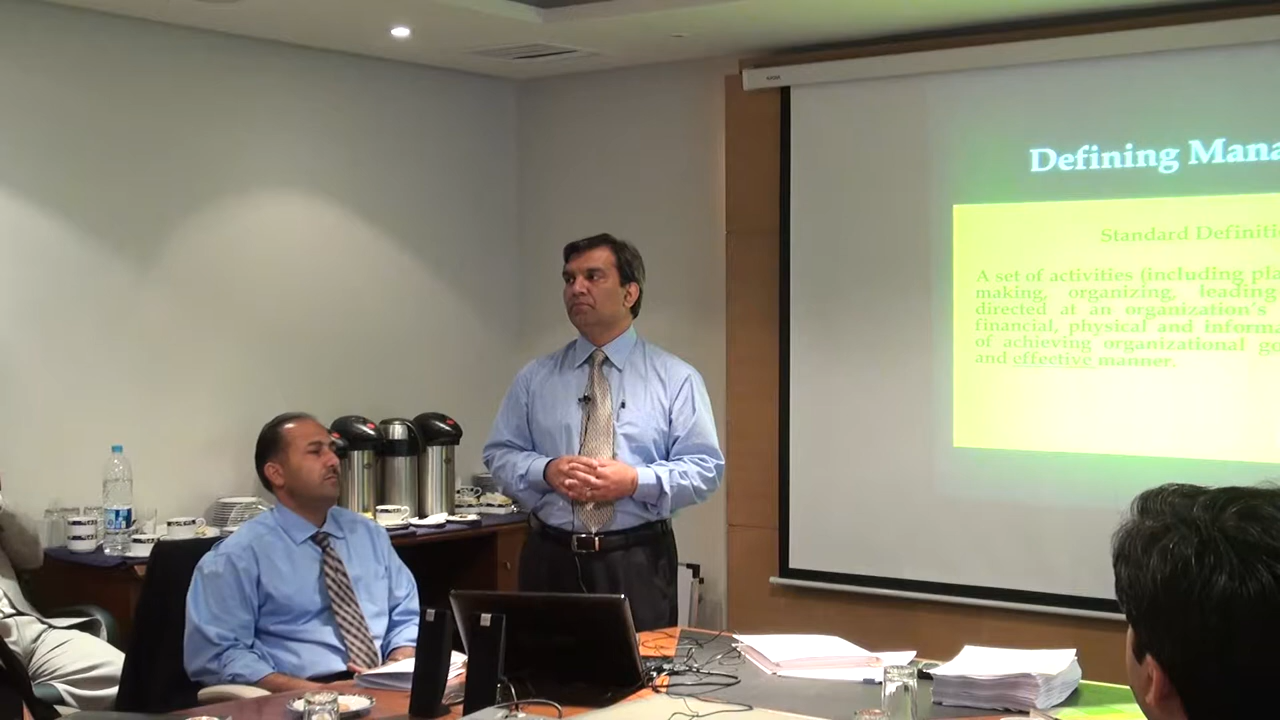 Defining Mana
Standard Definiti
A set of activities (including pla
making, organizing, leading
directed at an organization's
financial, physical and informa
of achieving organizational go
and effective manner.